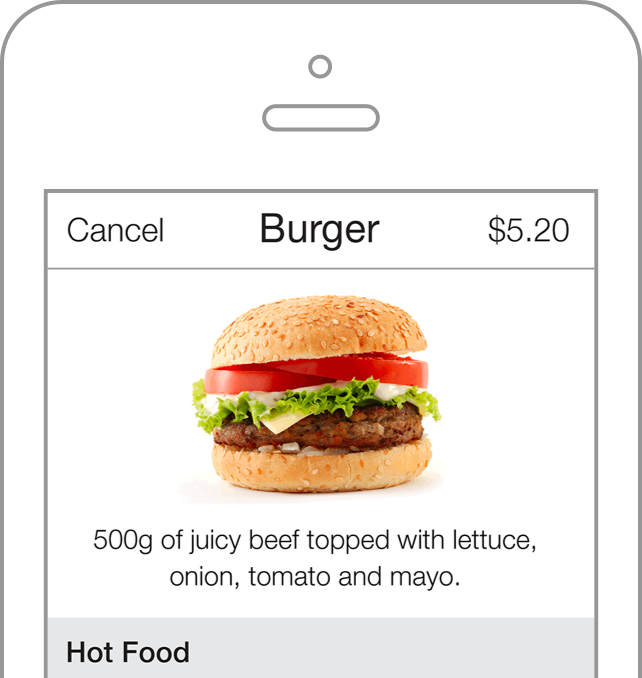 Cancel Burger $5.20
500g of juicy beef topped with lettuce,
onion, tomato and mayo.
Hot Food